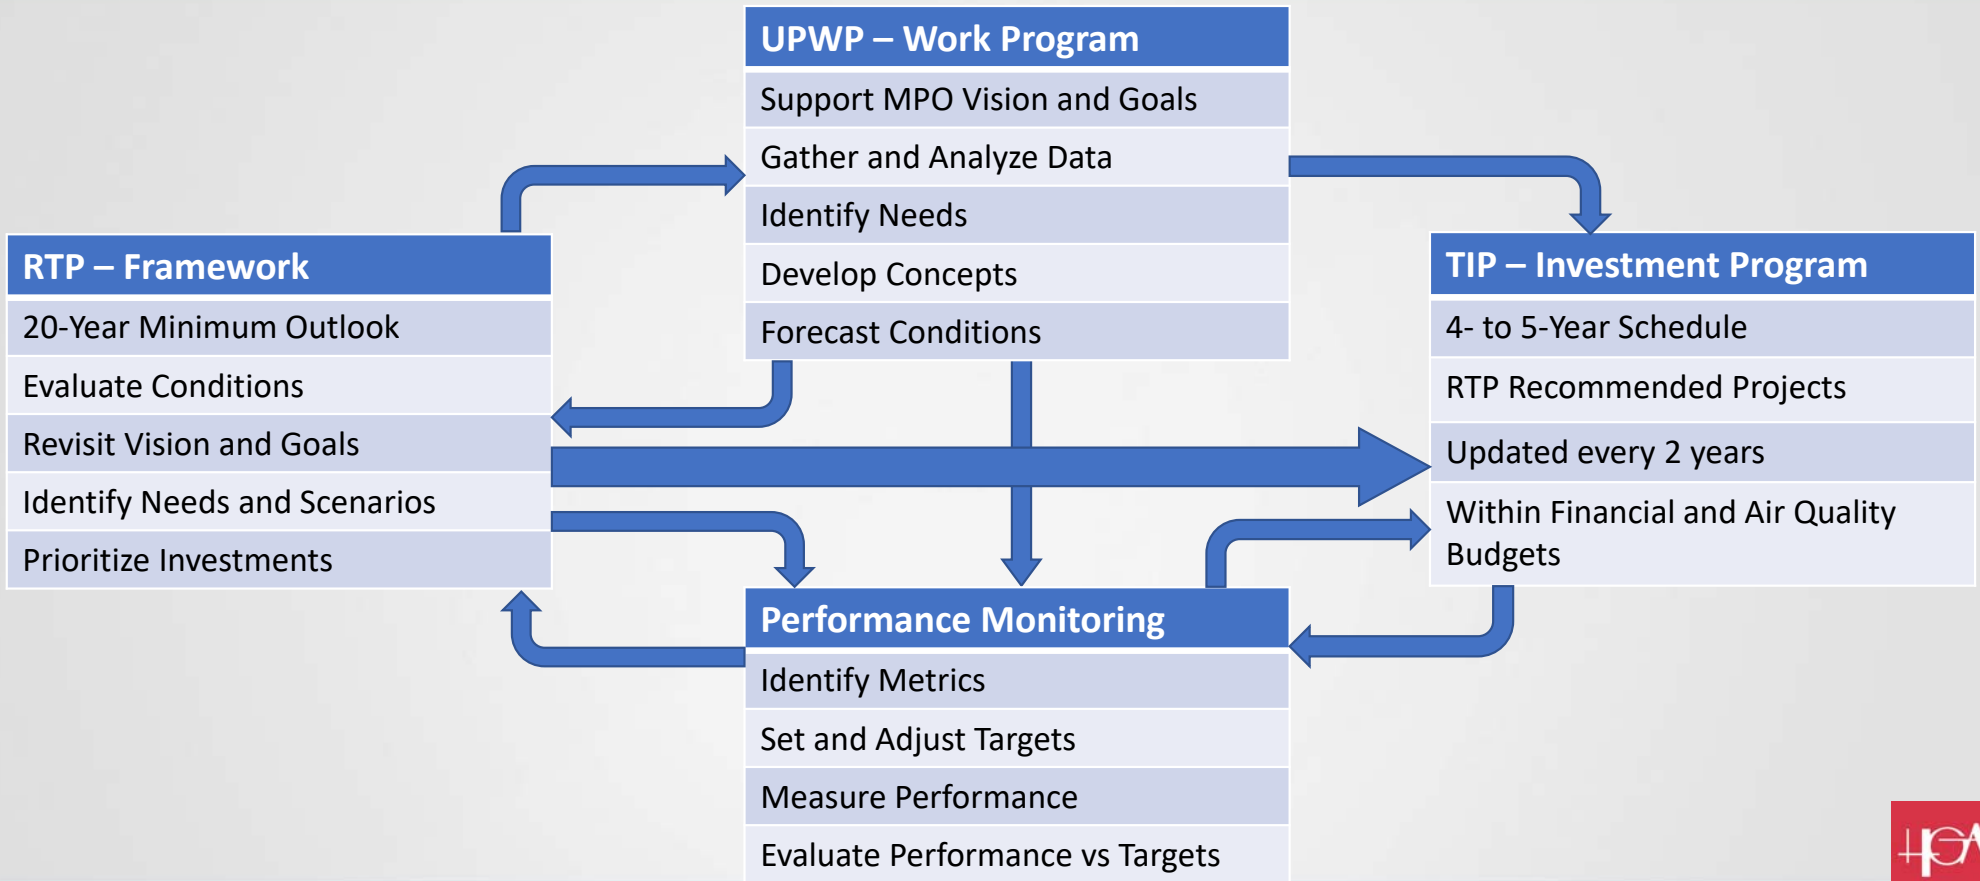 UPWP – Work Program
Support MPO Vision and Goals
Gather and Analyze Data
Identify Needs
Develop Concepts
Forecast Conditions
RTP – Framework
20-Year Minimum Outlook
Evaluate Conditions
Revisit Vision and Goals
Identify Needs and Scenarios
Prioritize Investments
TIP – Investment Program
4- to 5-Year Schedule
RTP Recommended Projects
Updated every 2 years
Within Financial and Air Quality
Budgets
Performance Monitoring
Identify Metrics
Set and Adjust Targets
Measure Performance
Evaluate Performance vs Targets